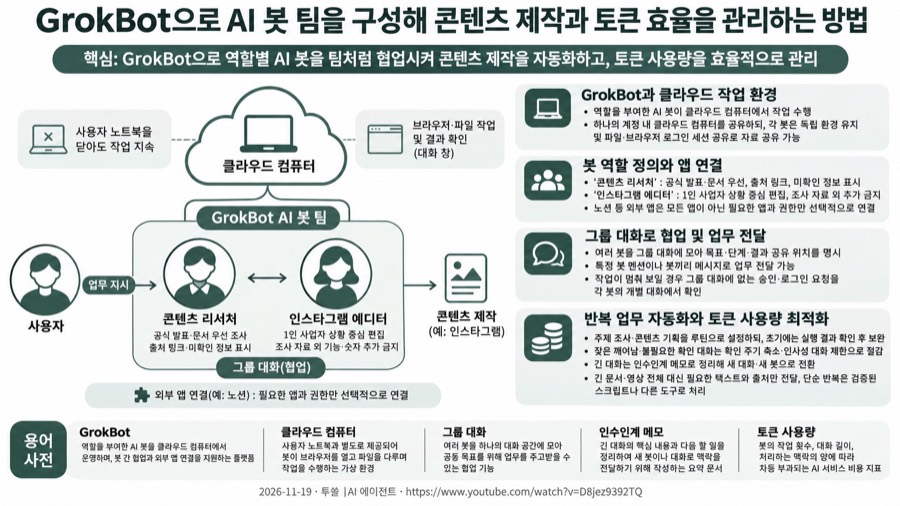 GrokBot으로 AI 봇 팀을 구성해 콘텐츠 제작과 토큰 효율을 관리하는 방법
핵심: GrokBot으로 역할별 AI 봇을 팀처럼 협업시켜 콘텐츠 제작을 자동화하고, 토큰 사용량을 효율적으로 관리
사용자 노트북을
닫아도 작업 지속
클라우드 컴퓨터
브라우저·파일 작업
및 결과 확인
(대화 창)
GrokBot AI 봇 팀
사용자
업무 지시
콘텐츠 리서처
공식 발표·문서 우선 조사
출처 링크·미확인 정보 표시
인스타그램 에디터
1인 사업자 상황 중심 편집
조사 자료 외 기능·숫자 추가 금지
그룹 대화(협업)
콘텐츠 제작
(예: 인스타그램)
외부 앱 연결(예: 노션) : 필요한 앱과 권한만 선택적으로 연결
GrokBot과 클라우드 작업 환경
• 역할을 부여한 AI 봇이 클라우드 컴퓨터에서 작업 수행
• 하나의 계정 내 클라우드 컴퓨터를 공유하되, 각 봇은 독립 환경 유지
및 파일·브라우저 로그인 세션 공유로 자료 공유 가능
봇 역할 정의와 앱 연결
• '콘텐츠 리서처' : 공식 발표·문서 우선, 출처 링크, 미확인 정보 표시
• '인스타그램 에디터' : 1인 사업자 상황 중심 편집, 조사 자료 외 추가 금지
• 노션 등 외부 앱은 모든 앱이 아닌 필요한 앱과 권한만 선택적으로 연결
그룹 대화로 협업 및 업무 전달
• 여러 봇을 그룹 대화에 모아 목표·단계·결과 공유 위치를 명시
• 특정 봇 멘션이나 봇끼리 메시지로 업무 전달 가능
• 작업이 멈춰 보일 경우 그룹 대화에 없는 승인·로그인 요청을
각 봇의 개별 대화에서 확인
반복 업무 자동화와 토큰 사용량 최적화
• 주제 조사·콘텐츠 기획을 루틴으로 설정하되, 초기에는 실행 결과 확인 후 보완
• 잦은 깨어남·불필요한 확인 대화는 확인 주기 축소·인사성 대화 제한으로 절감
• 긴 대화는 인수인계 메모로 정리해 새 대화·새 봇으로 전환
• 긴 문서·영상 전체 대신 필요한 텍스트와 출처만 전달, 단순 반복은 검증된
스크립트나 다른 도구로 처리
용어
사전
GrokBot
역할을 부여한 AI 봇을 클라우드 컴퓨터에서
운영하며, 봇 간 협업과 외부 앱 연결을 지원하는 플랫폼
클라우드 컴퓨터
사용자 노트북과 별도로 제공되어
봇이 브라우저를 열고 파일을 다루며
작업을 수행하는 가상 환경
그룹 대화
여러 봇을 하나의 대화 공간에 모아
공동 목표를 위해 업무를 주고받을 수
있는 협업 기능
인수인계 메모
긴 대화의 핵심 내용과 다음 할 일을
정리하여 새 봇이나 대화로 맥락을
전달하기 위해 작성하는 요약 문서
토큰 사용량
봇의 작업 횟수, 대화 길이,
처리하는 맥락의 양에 따라
차등 부과되는 AI 서비스 비용 지표
2026-11-19 · 투쏠 | AI 에이전트 · https://www.youtube.com/watch?v=D8jez9392TQ